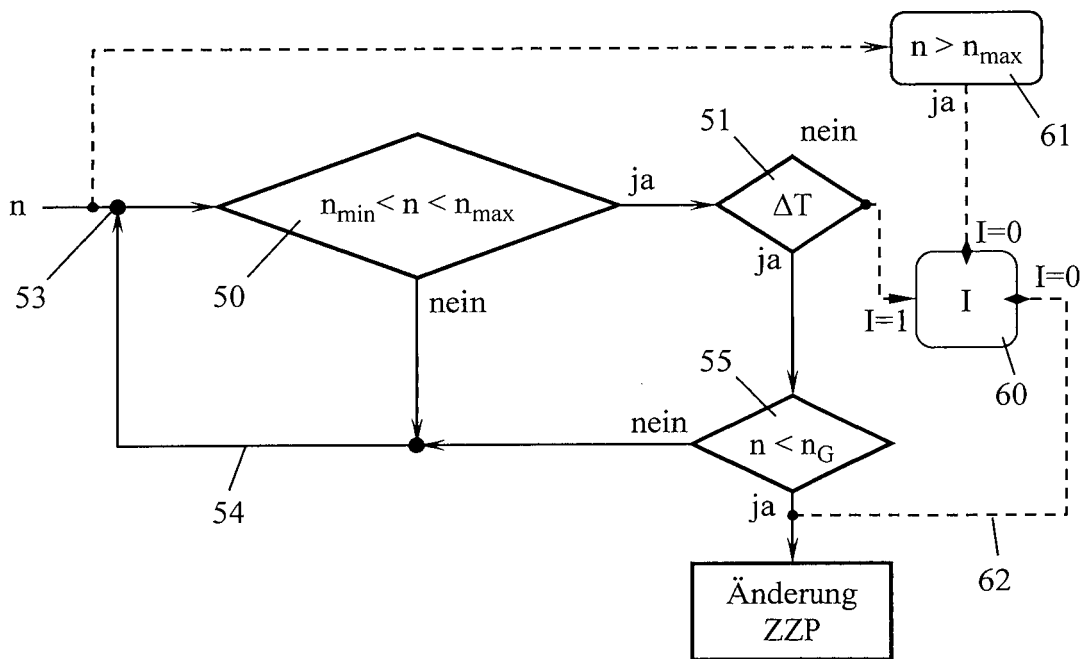 n > n_max
ja
61
51
nein
n
n_min < n < n_max
ja
ΔT
53
50
nein
ja
I=0
I=0
I
I=1
60
55
nein
n < n_G
54
ja
62
Änderung
ZZP